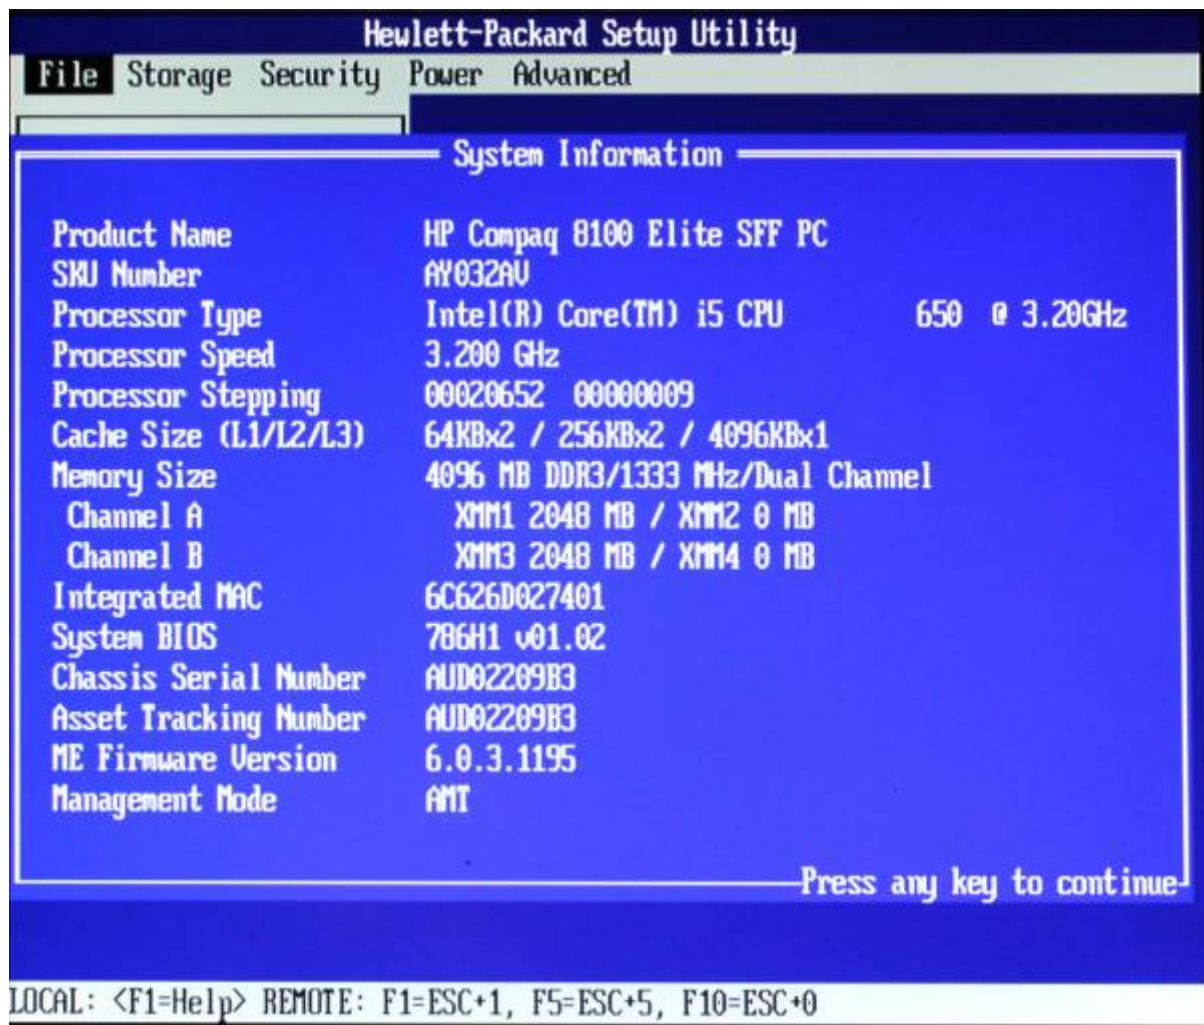 Hewlett-Packard Setup Utility
File Storage Security Power Advanced
System Information
Product Name HP Compaq 8100 Elite SFF PC
SKU Number AY032AV
Processor Type Intel(R) Core(TM) i5 CPU 650 @ 3.20GHz
Processor Speed 3.200 GHz
Processor Stepping 00020652 00000009
Cache Size (L1/L2/L3) 64KBx2 / 256KBx2 / 4096KBx1
Memory Size 4096 MB DDR3/1333 MHz/Dual Channel
Channel A XMM1 2048 MB / XMM2 0 MB
Channel B XMM3 2048 MB / XMM4 0 MB
Integrated MAC 6C626D027401
System BIOS 786H1 v01.02
Chassis Serial Number AUD02209B3
Asset Tracking Number AUD02209B3
ME Firmware Version 6.0.3.1195
Management Mode AMT
Press any key to continue
LOCAL: <F1=Help> REMOTE: F1=ESC+1, F5=ESC+5, F10=ESC+0